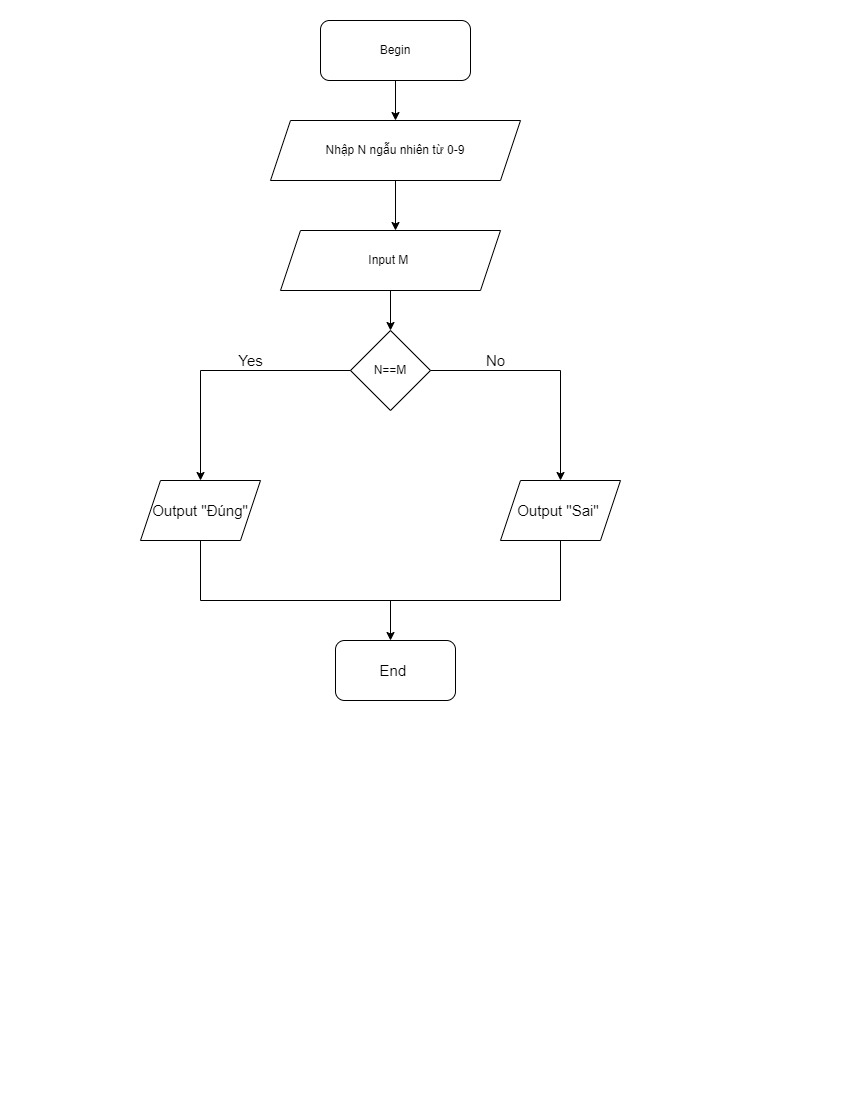 Begin
Nhập N ngẫu nhiên từ 0-9
Input M
N==M
Yes
No
Output "Đúng"
Output "Sai"
End